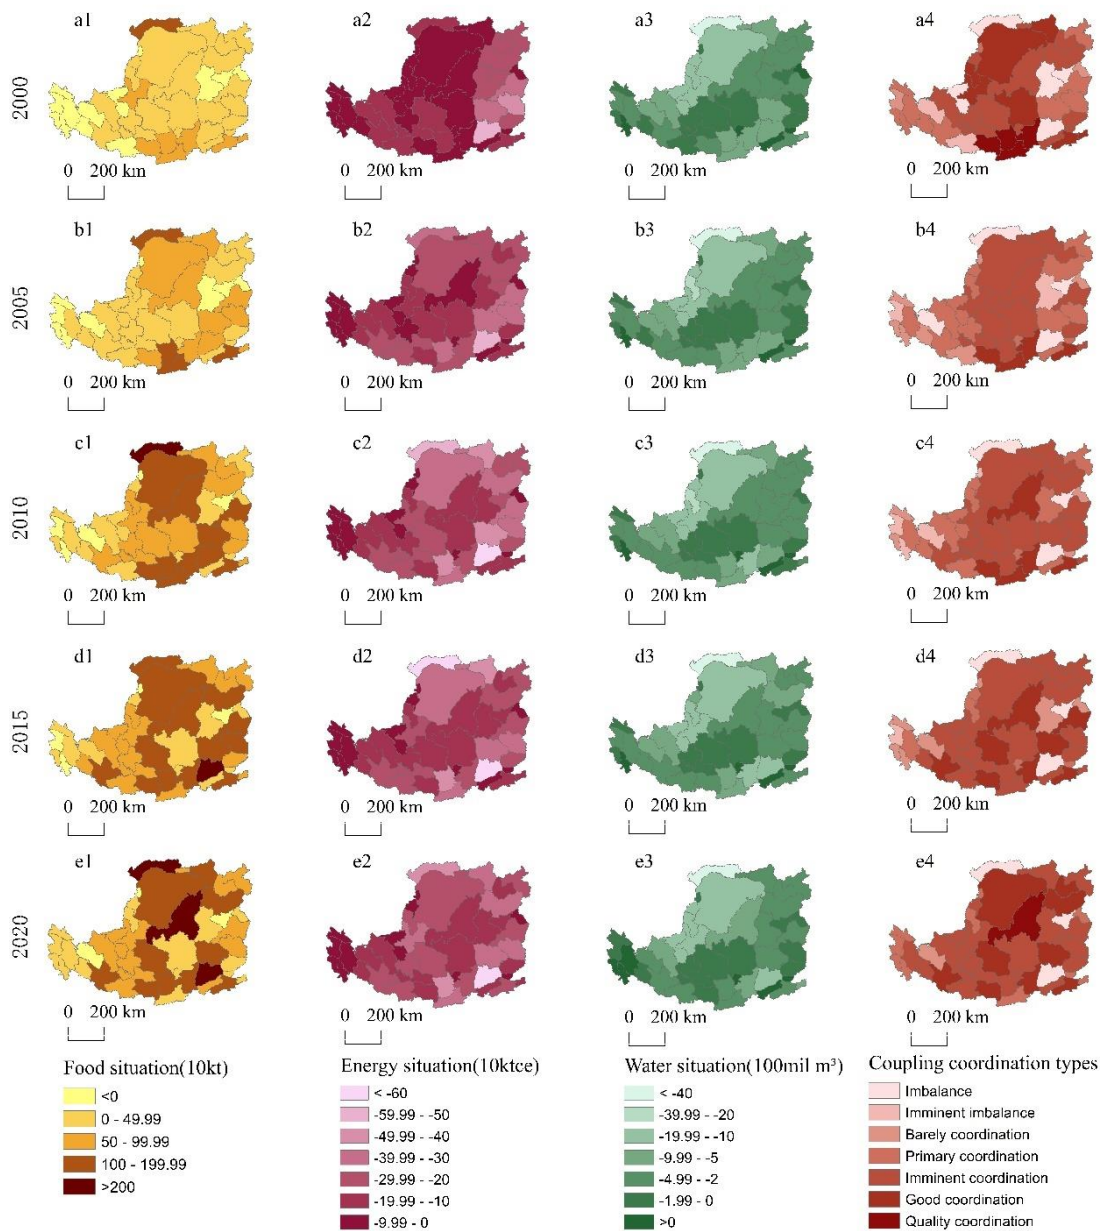 a1 a2 a3 a4
2000
0 200 km 0 200 km 0 200 km 0 200 km
b1 b2 b3 b4
2005
0 200 km 0 200 km 0 200 km 0 200 km
c1 c2 c3 c4
2010
0 200 km 0 200 km 0 200 km 0 200 km
d1 d2 d3 d4
2015
0 200 km 0 200 km 0 200 km 0 200 km
e1 e2 e3 e4
2020
0 200 km 0 200 km 0 200 km 0 200 km
Food situation(10kt)
<0
0 - 49.99
50 - 99.99
100 - 199.99
>200
Energy situation(10ktce)
< -60
-59.99 - -50
-49.99 - -40
-39.99 - -30
-29.99 - -20
-19.99 - -10
-9.99 - 0
Water situation(100mil m³)
< -40
-39.99 - -20
-19.99 - -10
-9.99 - -5
-4.99 - -2
-1.99 - 0
>0
Coupling coordination types
Imbalance
Imminent imbalance
Barely coordination
Primary coordination
Imminent coordination
Good coordination
Quality coordination